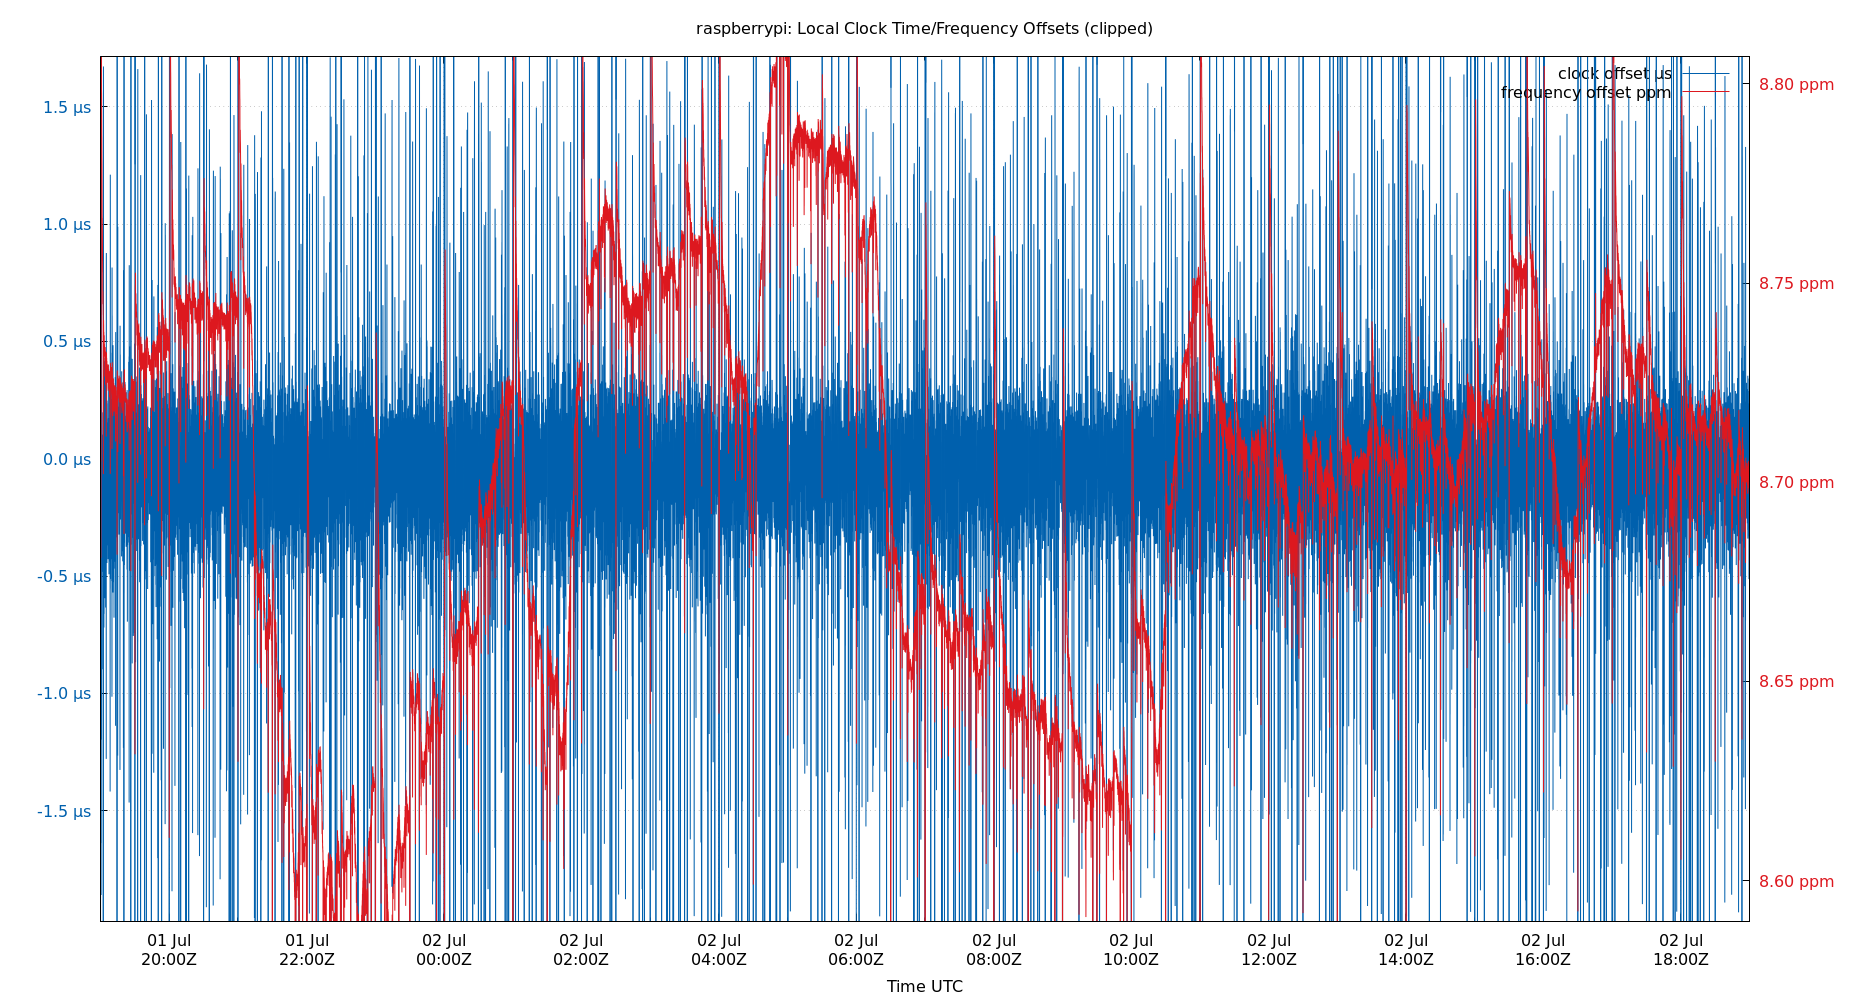 raspberrypi: Local Clock Time/Frequency Offsets (clipped)
clock offset µs
frequency offset ppm
1.5 µs
1.0 µs
0.5 µs
0.0 µs
-0.5 µs
-1.0 µs
-1.5 µs
8.80 ppm
8.75 ppm
8.70 ppm
8.65 ppm
8.60 ppm
01 Jul
20:00Z
01 Jul
22:00Z
02 Jul
00:00Z
02 Jul
02:00Z
02 Jul
04:00Z
02 Jul
06:00Z
02 Jul
08:00Z
02 Jul
10:00Z
02 Jul
12:00Z
02 Jul
14:00Z
02 Jul
16:00Z
02 Jul
18:00Z
Time UTC